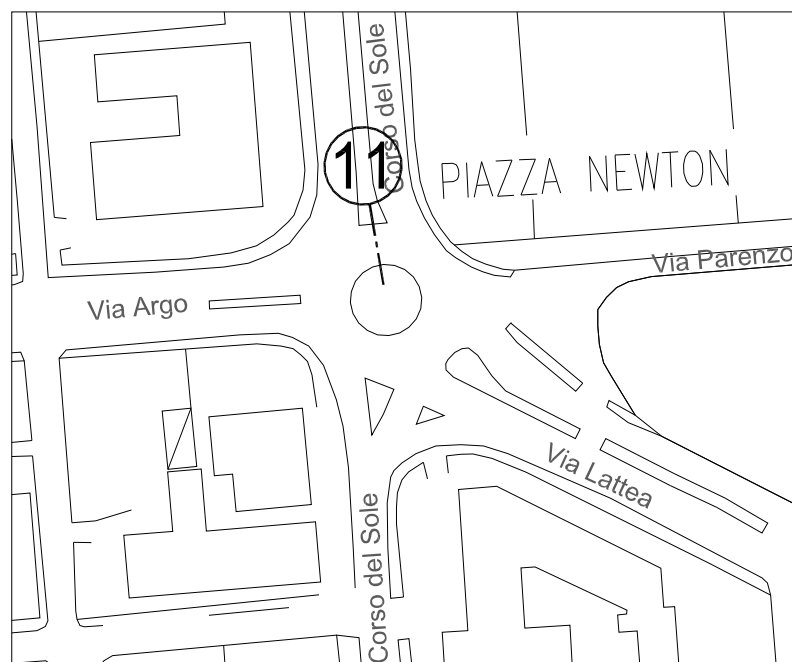 Corso del Sole
11
PIAZZA NEWTON
Via Parenzo
Via Argo
Via Lattea
Corso del Sole